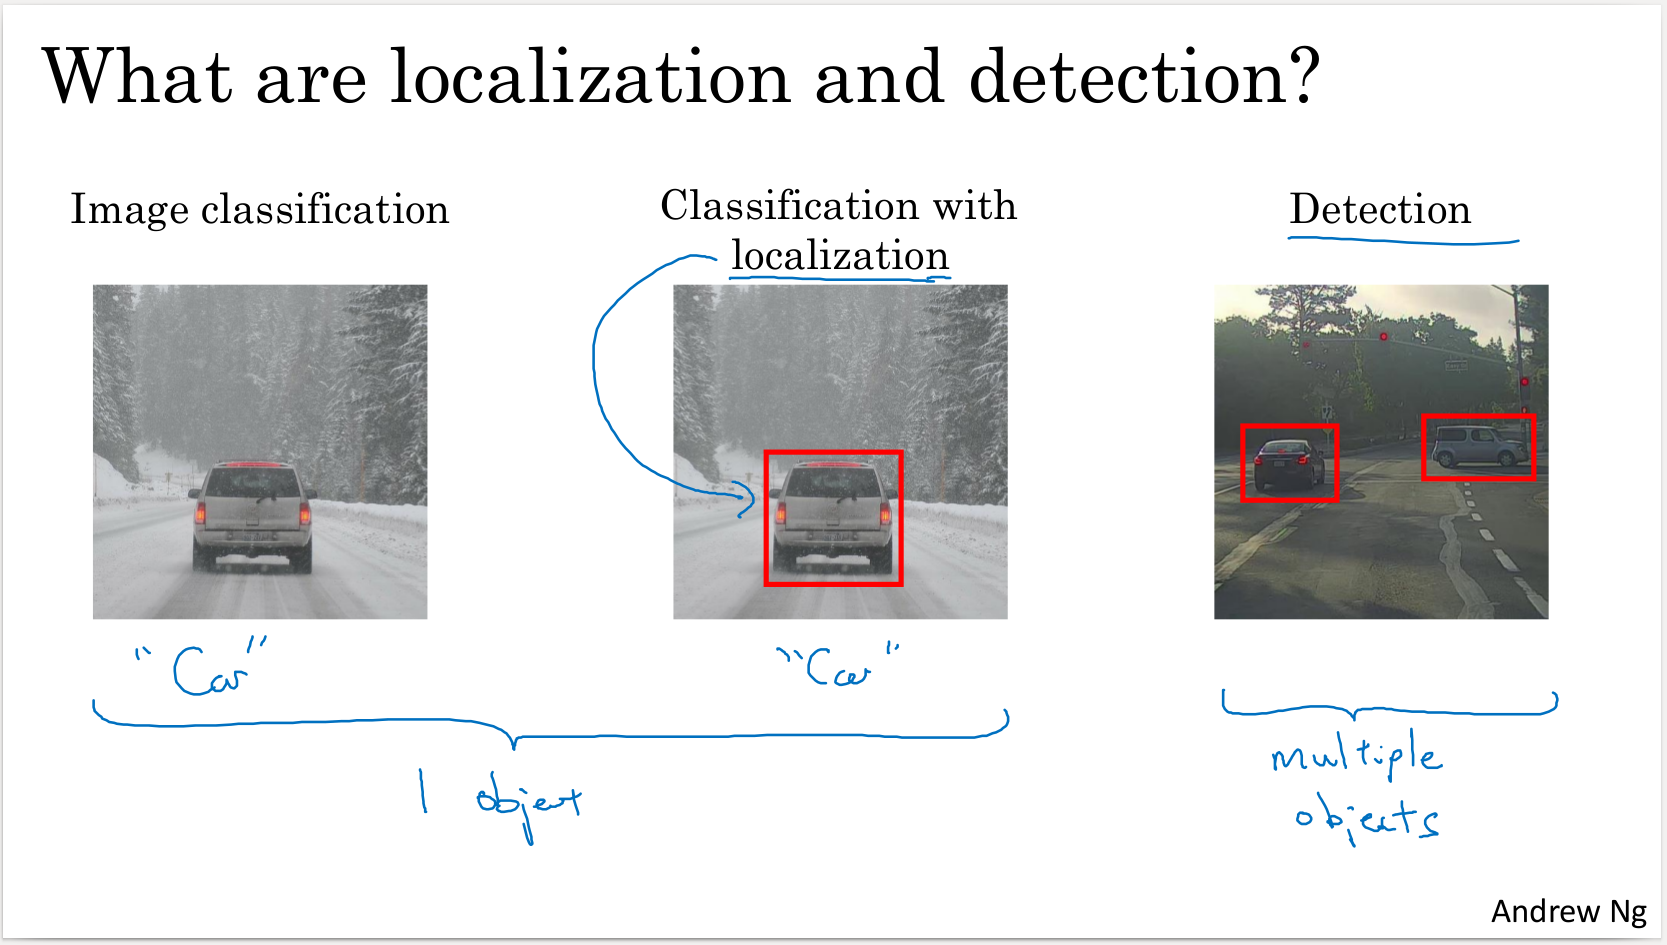 What are localization and detection?
Image classification
Classification with
localization
Detection
"Car"
"Car"
1 object
multiple
objects
Andrew Ng